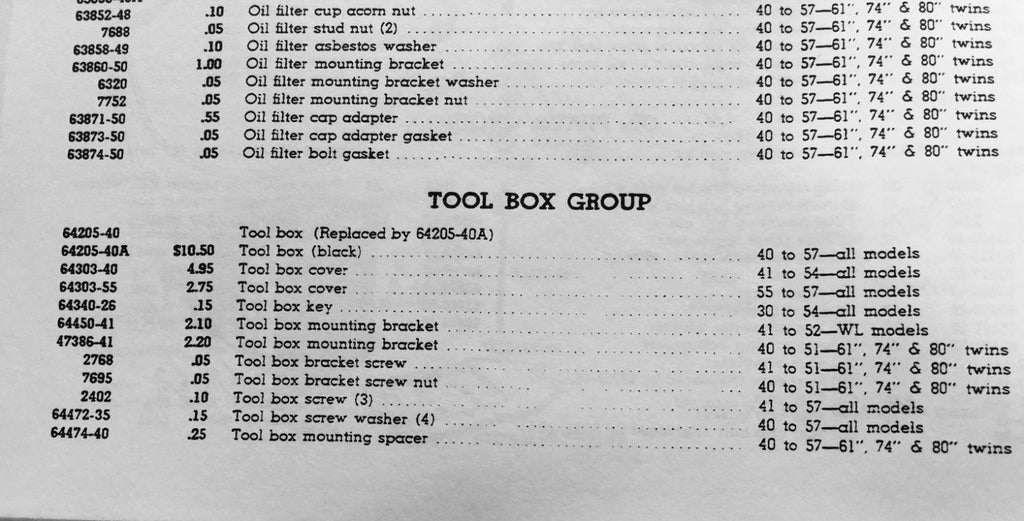 63852-48 .10 Oil filter cup acorn nut 40 to 57—61", 74" & 80" twins
7688 .05 Oil filter stud nut (2) 40 to 57—61", 74" & 80" twins
63858-49 .10 Oil filter asbestos washer 40 to 57—61", 74" & 80" twins
63860-50 1.00 Oil filter mounting bracket 40 to 57—61", 74" & 80" twins
6320 .05 Oil filter mounting bracket washer 40 to 57—61", 74" & 80" twins
7752 .05 Oil filter mounting bracket nut 40 to 57—61", 74" & 80" twins
63871-50 .55 Oil filter cap adapter 40 to 57—61", 74" & 80" twins
63873-50 .05 Oil filter cap adapter gasket 40 to 57—61", 74" & 80" twins
63874-50 .05 Oil filter bolt gasket 40 to 57—61", 74" & 80" twins
TOOL BOX GROUP
64205-40 Tool box (Replaced by 64205-40A)
64205-40A $10.50 Tool box (black) 40 to 57—all models
64303-40 4.95 Tool box cover 41 to 54—all models
64303-55 2.75 Tool box cover 55 to 57—all models
64340-26 .15 Tool box key 30 to 54—all models
64450-41 2.10 Tool box mounting bracket 41 to 52—WL models
47386-41 2.20 Tool box mounting bracket 40 to 51—61", 74" & 80" twins
2768 .05 Tool box bracket screw 41 to 51—61", 74" & 80" twins
7695 .05 Tool box bracket screw nut 40 to 51—61", 74" & 80" twins
2402 .10 Tool box screw (3) 41 to 57—all models
64472-35 .15 Tool box screw washer (4) 40 to 57—all models
64474-40 .25 Tool box mounting spacer 40 to 57—61", 74" & 80" twins